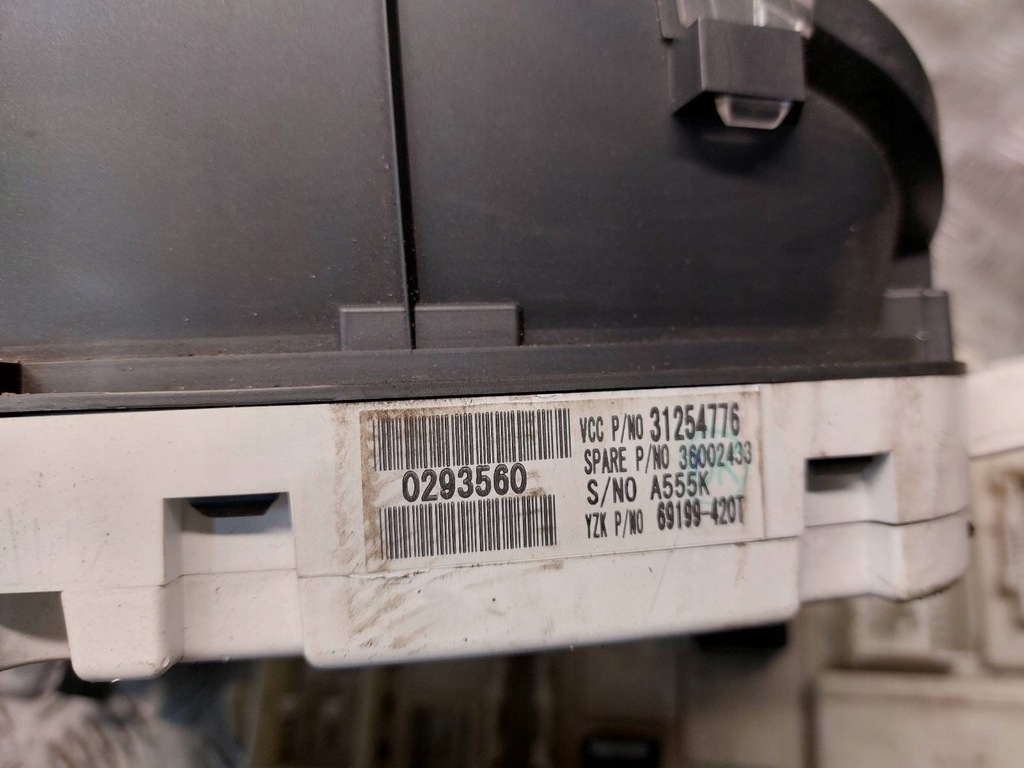 0293560
VCC P/NO 31254776
SPARE P/NO 36002433
S/NO A555K
YZK P/NO 69199-420T